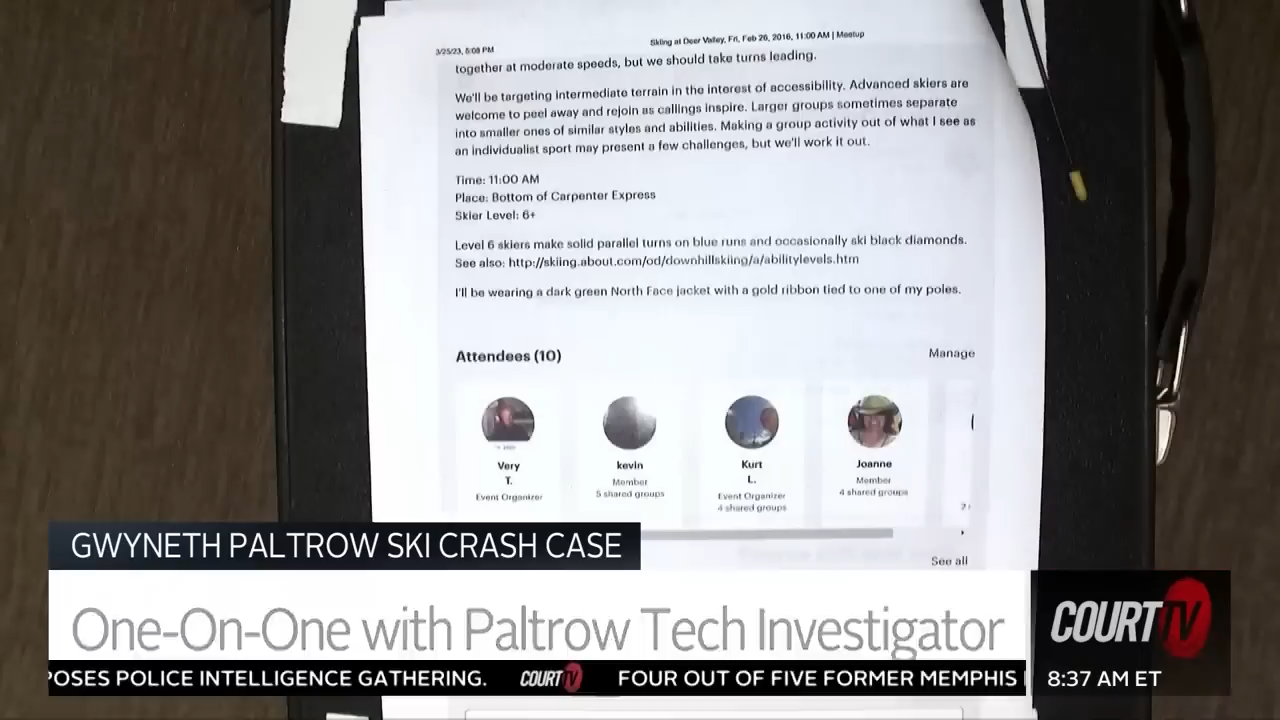 3/25/23, 5:08 PM
Skiing at Deer Valley, Fri, Feb 26, 2016, 11:00 AM | Meetup
together at moderate speeds, but we should take turns leading.
We'll be targeting intermediate terrain in the interest of accessibility. Advanced skiers are
welcome to peel away and rejoin as callings inspire. Larger groups sometimes separate
into smaller ones of similar styles and abilities. Making a group activity out of what I see as
an individualist sport may present a few challenges, but we'll work it out.
Time: 11:00 AM
Place: Bottom of Carpenter Express
Skier Level: 6+
Level 6 skiers make solid parallel turns on blue runs and occasionally ski black diamonds.
See also: http://skiing.about.com/od/downhillskiing/a/abilitylevels.htm
I'll be wearing a dark green North Face jacket with a gold ribbon tied to one of my poles.
Attendees (10)
Manage
Very
T.
Event Organizer
kevin
Member
5 shared groups
Kurt
L.
Event Organizer
4 shared groups
Joanne
Member
4 shared groups
See all
GWYNETH PALTROW SKI CRASH CASE
One-On-One with Paltrow Tech Investigator
COURT TV
POSES POLICE INTELLIGENCE GATHERING. COURT TV FOUR OUT OF FIVE FORMER MEMPHIS
8:37 AM ET